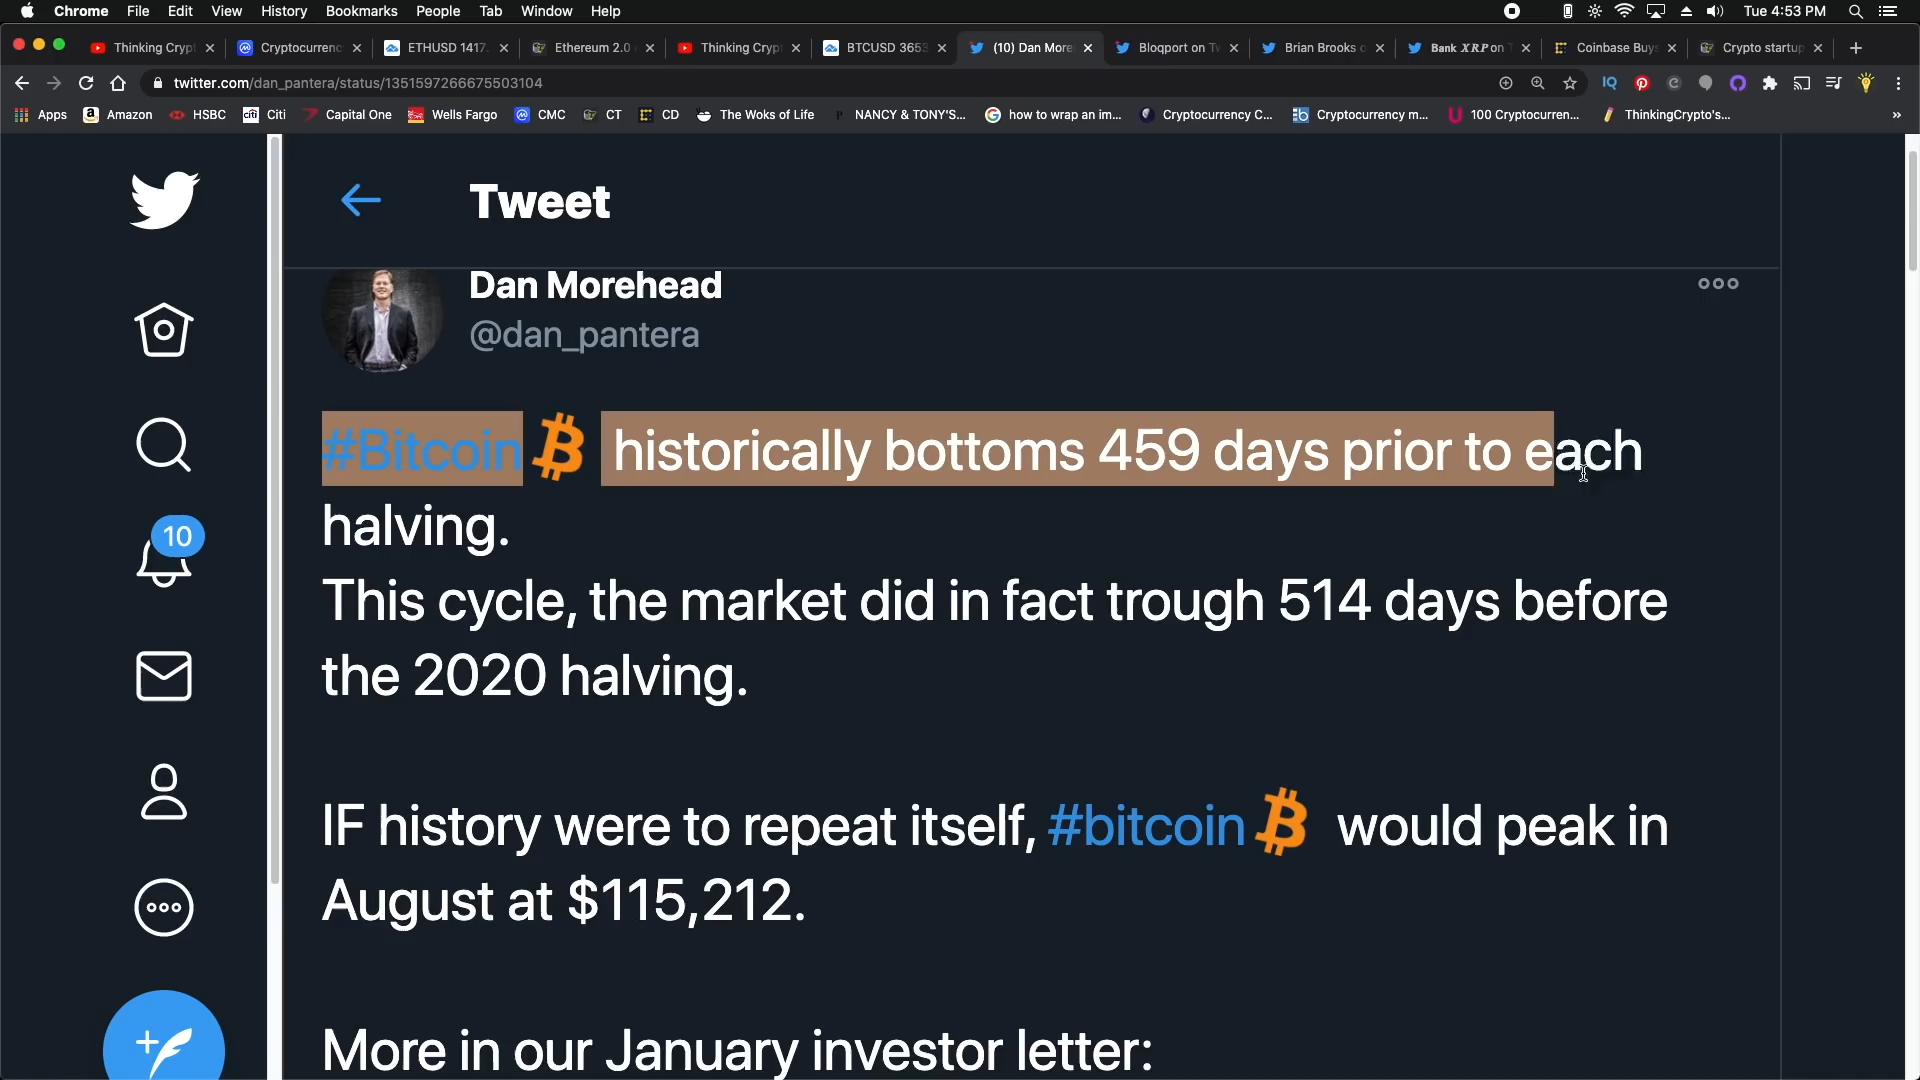 Chrome File Edit View History Bookmarks People Tab Window Help Tue 4:53 PM
Thinking Cryp Cryptocurrenc ETHUSD 1417. Ethereum 2.0 Thinking Cryp BTCUSD 3653 (10) Dan More Bloqport on Tw Brian Brooks o Bank XRP on T Coinbase Buys Crypto startup
twitter.com/dan_pantera/status/1351597266675503104
Apps Amazon HSBC citi Citi Capital One Wells Fargo CMC CT CD The Woks of Life NANCY & TONY'S... how to wrap an im... Cryptocurrency C... Cryptocurrency m... 100 Cryptocurren... ThinkingCrypto's... »
Tweet
Dan Morehead
@dan_pantera
#Bitcoin historically bottoms 459 days prior to each
halving.
10
This cycle, the market did in fact trough 514 days before
the 2020 halving.
IF history were to repeat itself, #bitcoin would peak in
August at $115,212.
More in our January investor letter: